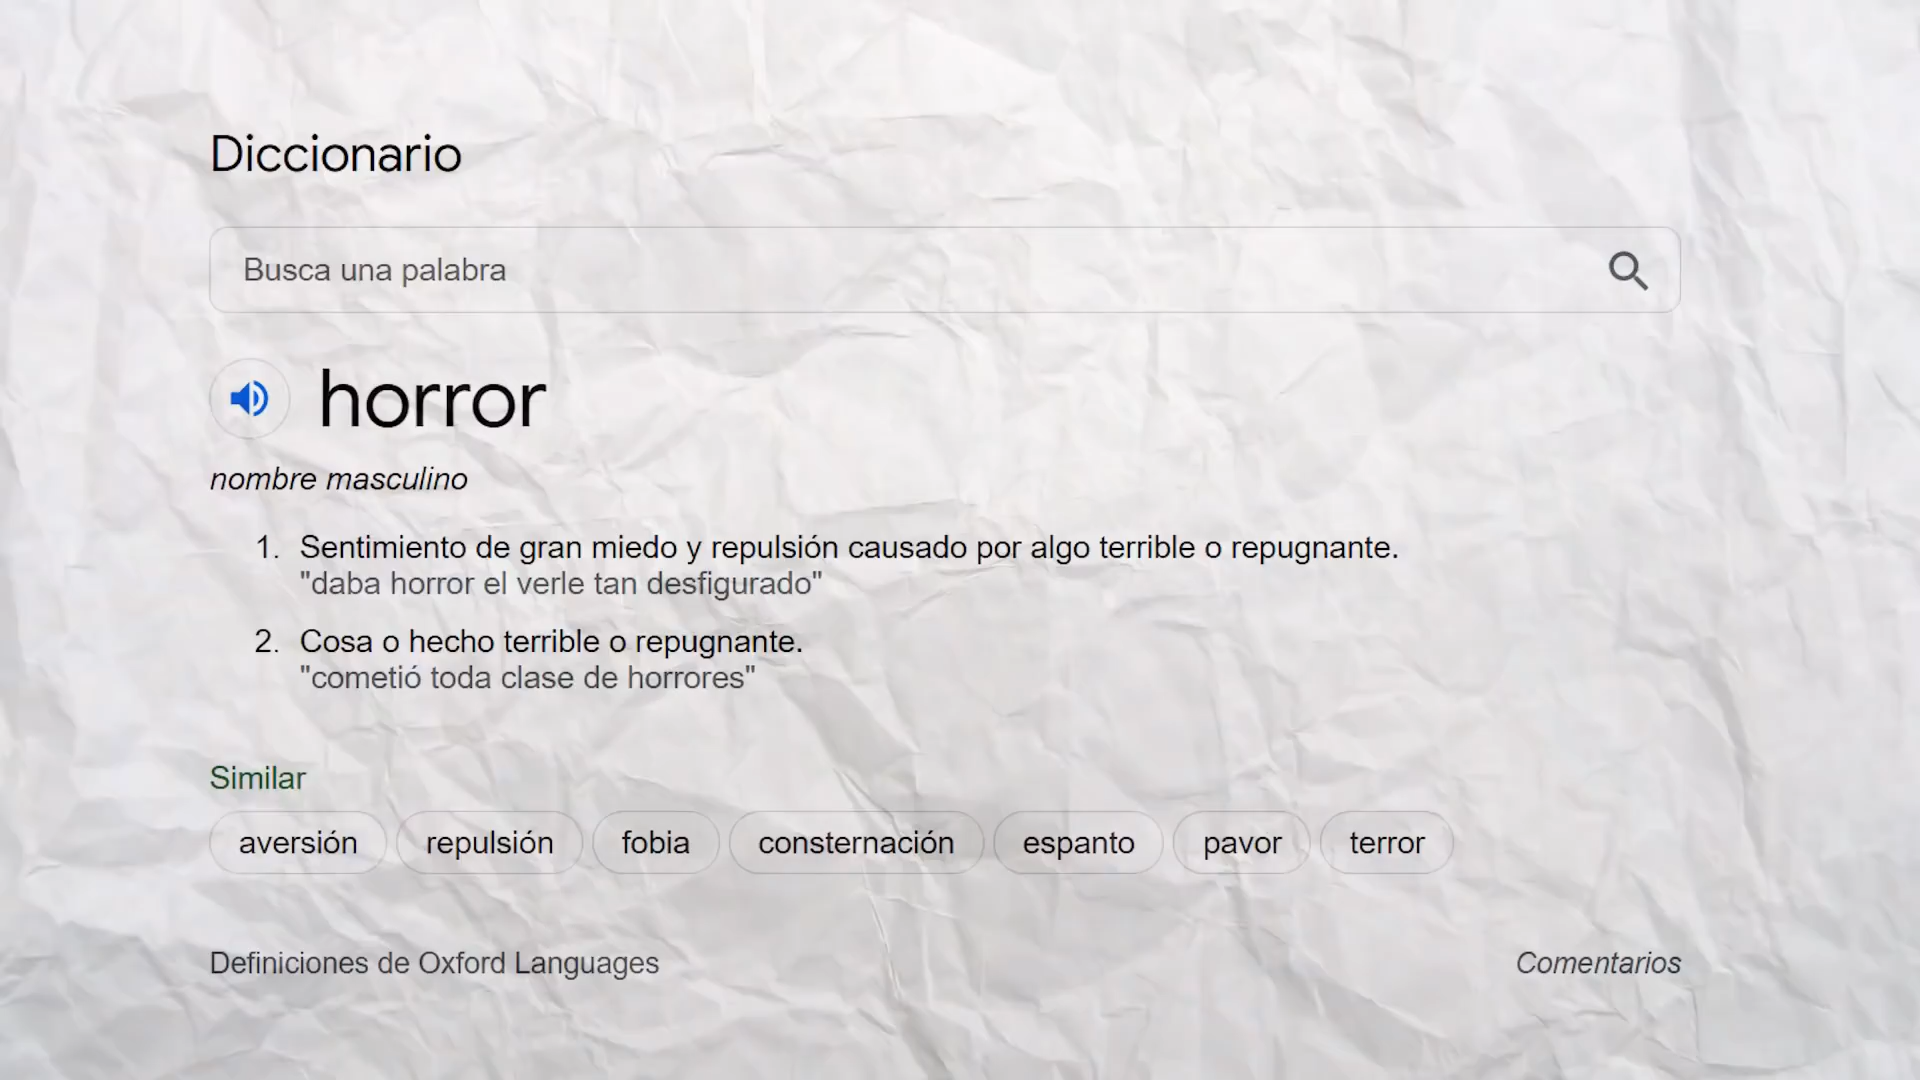 Diccionario
Busca una palabra
horror
nombre masculino
1. Sentimiento de gran miedo y repulsión causado por algo terrible o repugnante.
"daba horror el verle tan desfigurado"
2. Cosa o hecho terrible o repugnante.
"cometió toda clase de horrores"
Similar
aversión repulsión fobia consternación espanto pavor terror
Definiciones de Oxford Languages Comentarios